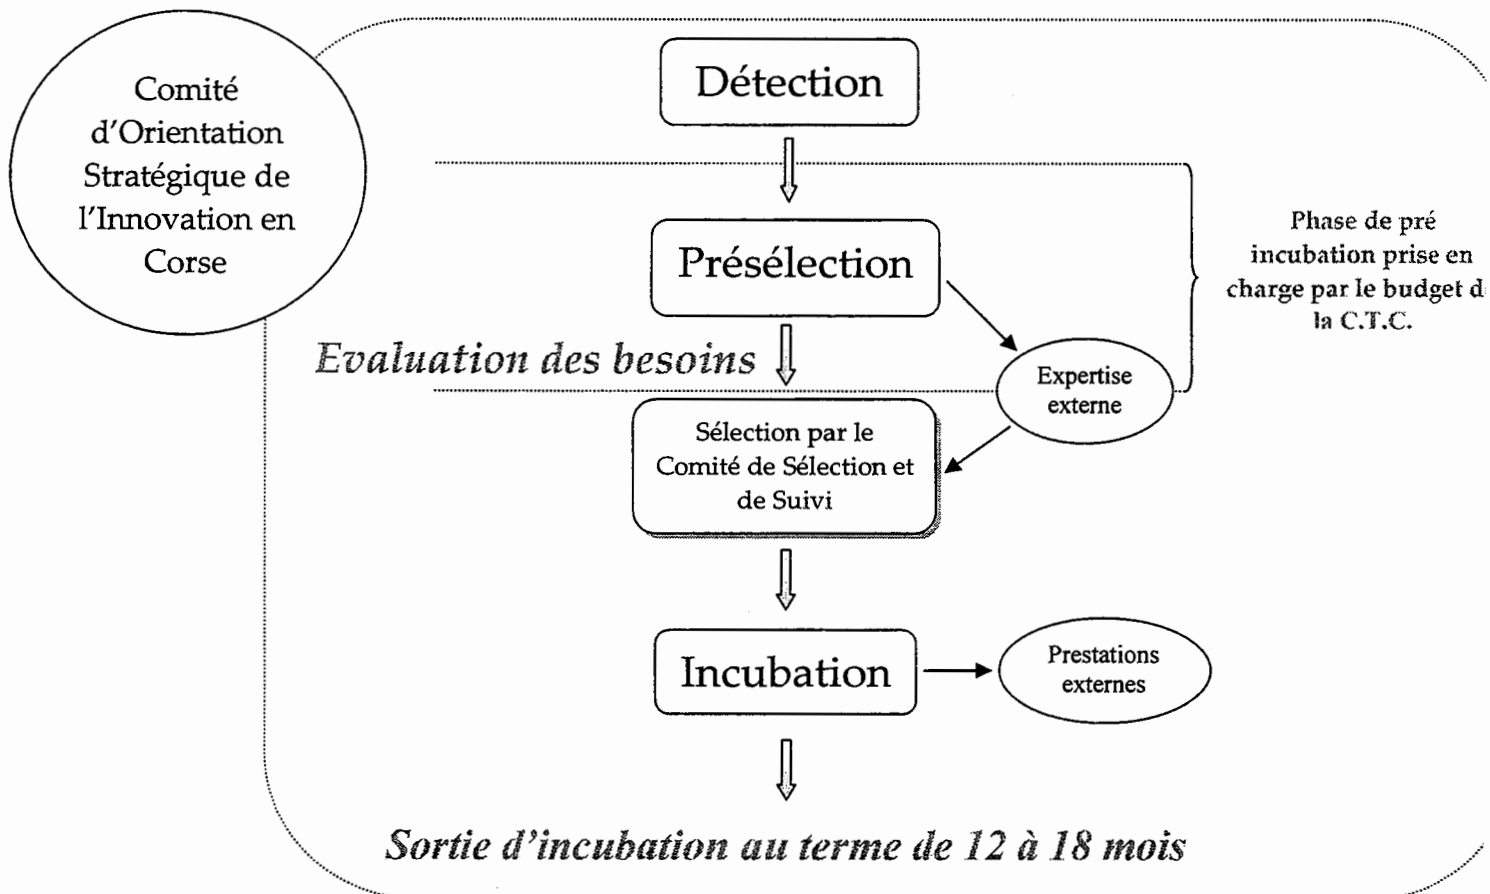 Comité
d'Orientation
Stratégique de
l'Innovation en
Corse
Détection
Présélection
Phase de pré
incubation prise en
charge par le budget d
la C.T.C.
Evaluation des besoins
Expertise
externe
Sélection par le
Comité de Sélection et
de Suivi
Incubation
Prestations
externes
Sortie d'incubation au terme de 12 à 18 mois